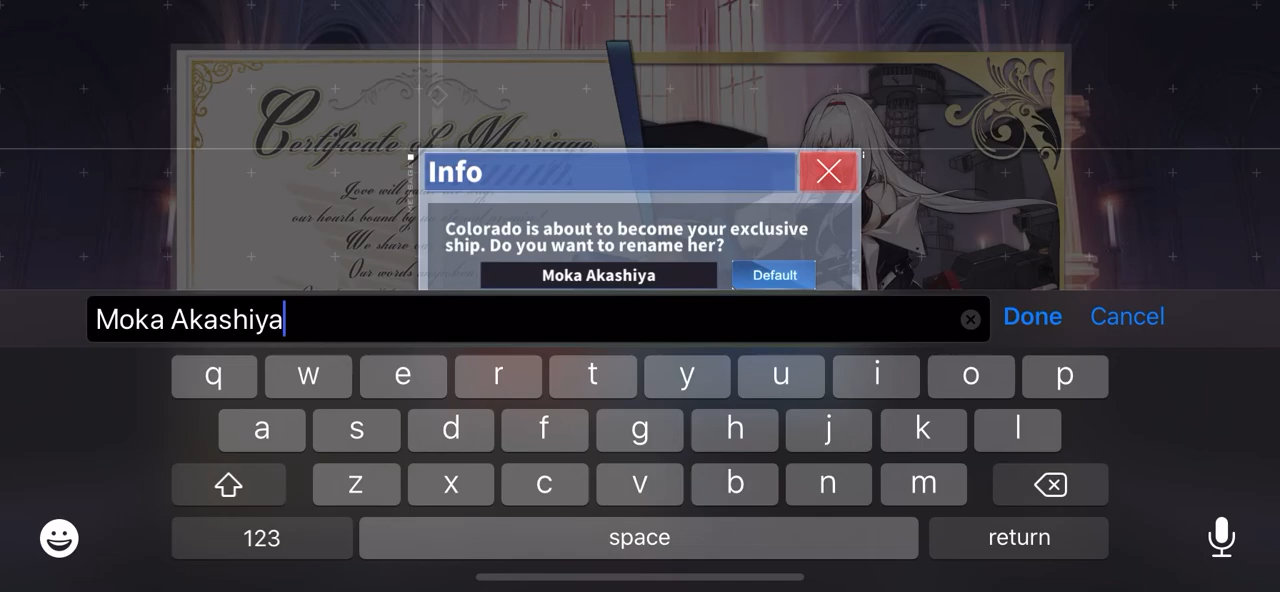 Certificate of Marriage
Info
Love will
our hearts bound by
We share
Our words
Colorado is about to become your exclusive
ship. Do you want to rename her?
Moka Akashiya
Default
Moka Akashiya
Done
Cancel
q w e r t y u i o p
a s d f g h j k l
z x c v b n m
123
space
return